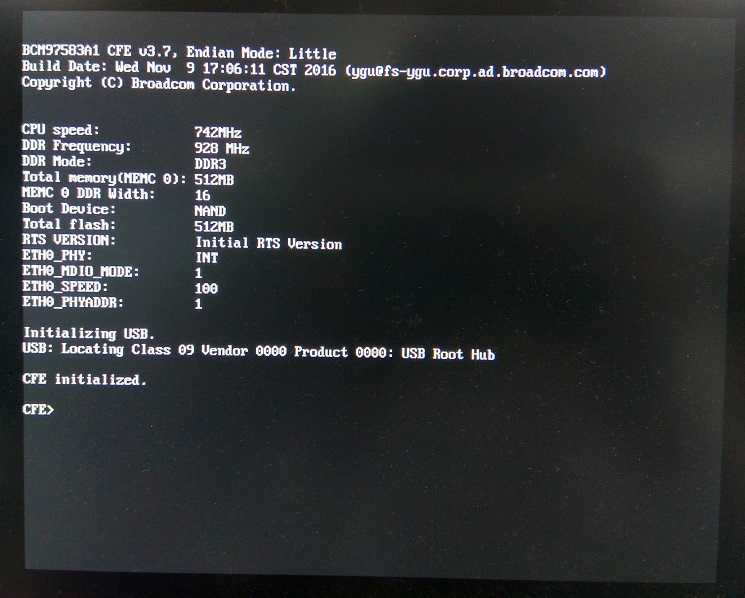 BCM97583A1 CFE v3.7, Endian Mode: Little
Build Date: Wed Nov  9 17:06:11 CST 2016 (ygu@fs-ygu.corp.ad.broadcom.com)
Copyright (C) Broadcom Corporation.
CPU speed: 742MHz
DDR Frequency: 928 MHz
DDR Mode: DDR3
Total memory(MEMC 0): 512MB
MEMC 0 DDR Width: 16
Boot Device: NAND
Total flash: 512MB
RTS VERSION: Initial RTS Version
ETH0_PHY: INT
ETH0_MDIO_MODE: 1
ETH0_SPEED: 100
ETH0_PHYADDR: 1
Initializing USB.
USB: Locating Class 09 Vendor 0000 Product 0000: USB Root Hub
CFE initialized.
CFE>